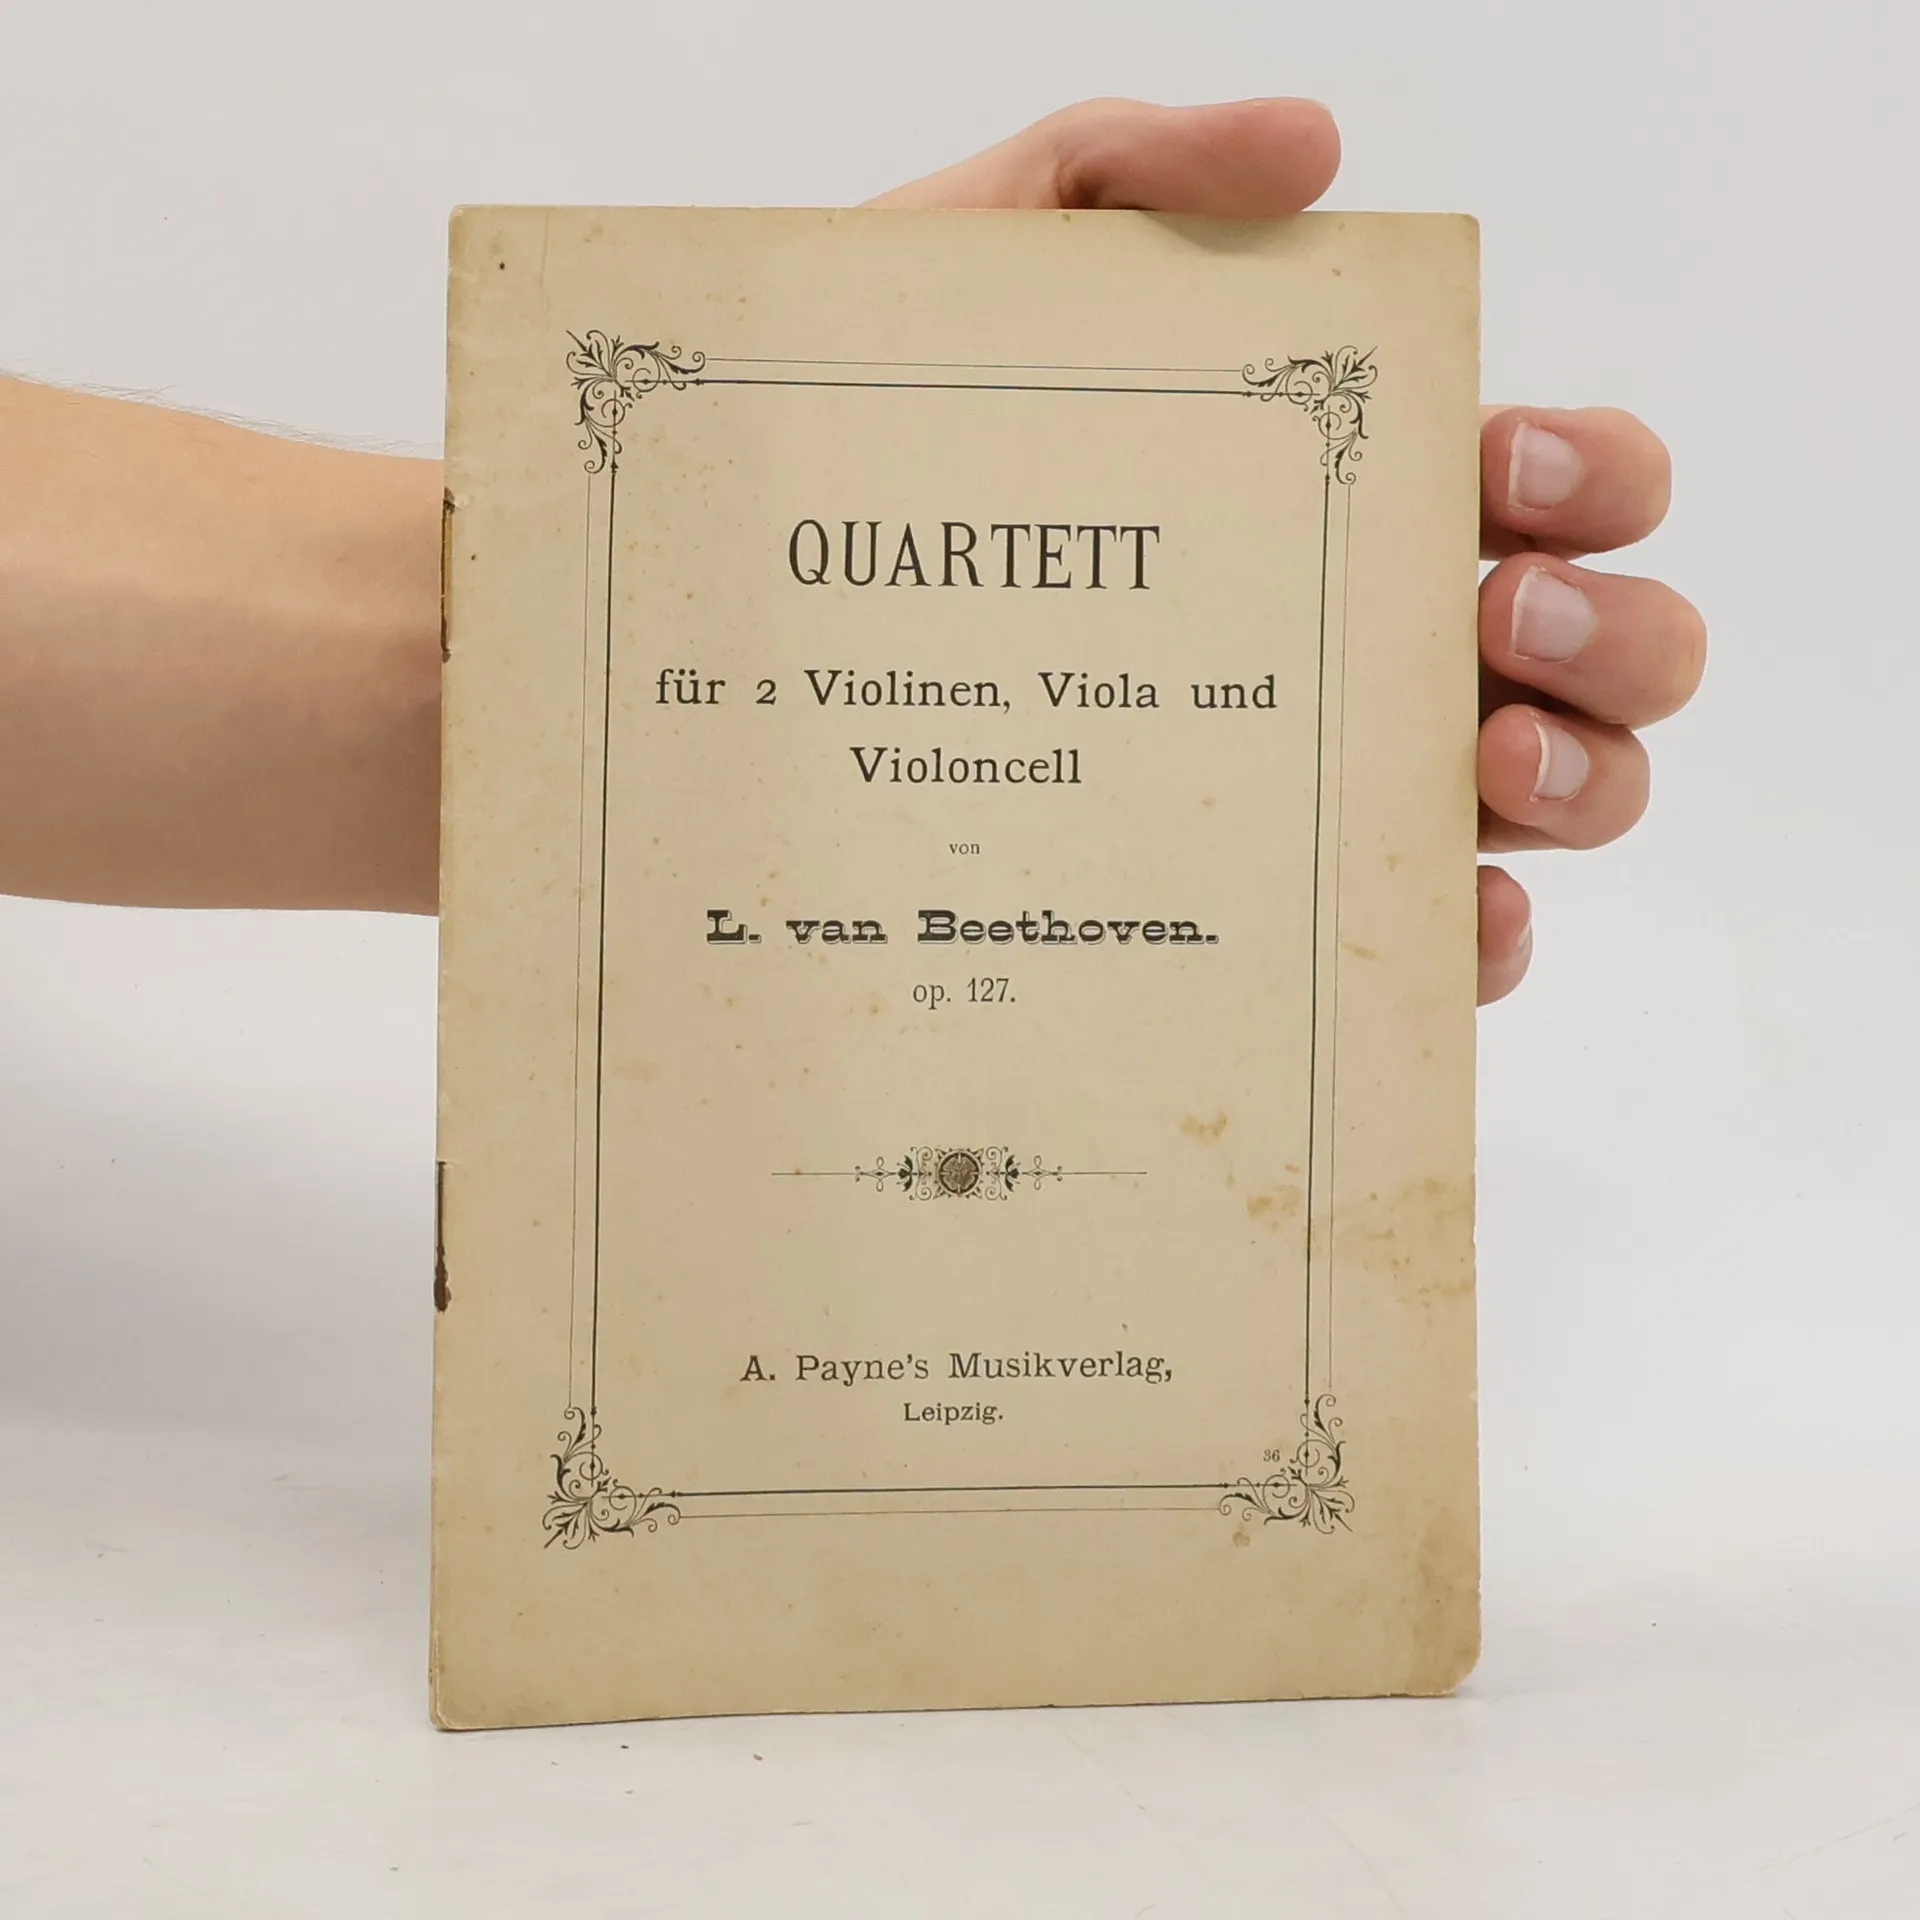 QUARTETT
für 2 Violinen, Viola und
Violoncell
von
L. van Beethoven.
op. 127.
A. Payne's Musikverlag,
Leipzig.
36